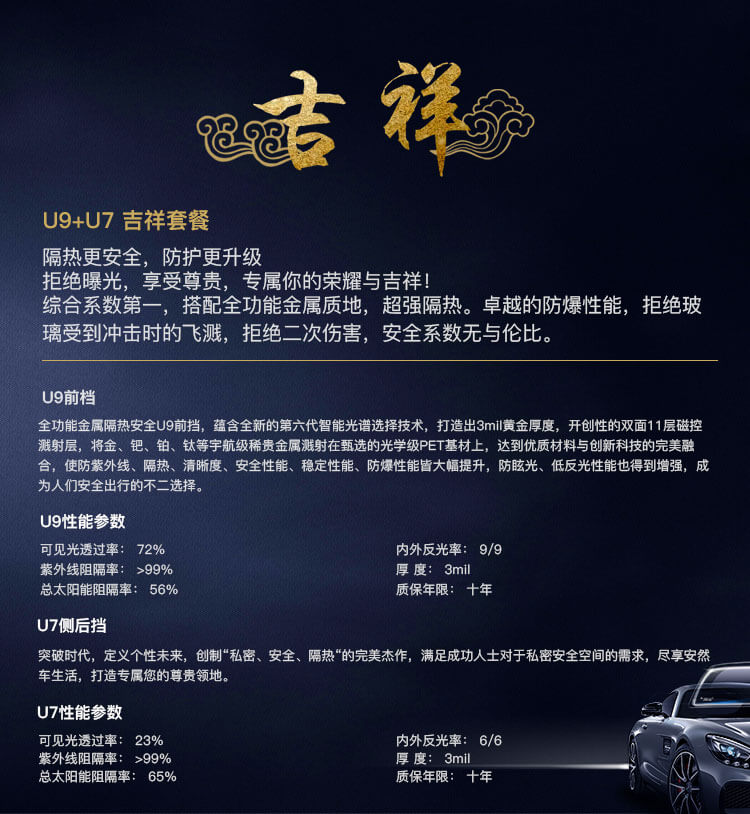 吉祥
U9+U7 吉祥套餐
隔热更安全，防护更升级
拒绝曝光，享受尊贵，专属你的荣耀与吉祥！
综合系数第一，搭配全功能金属质地，超强隔热。卓越的防爆性能，拒绝玻
璃受到冲击时的飞溅，拒绝二次伤害，安全系数无与伦比。
U9前档
全功能金属隔热安全U9前挡，蕴含全新的第六代智能光谱选择技术，打造出3mil黄金厚度，开创性的双面11层磁控
溅射层，将金、钯、铂、钛等宇航级稀贵金属溅射在甄选的光学级PET基材上，达到优质材料与创新科技的完美融
合，使防紫外线、隔热、清晰度、安全性能、稳定性能、防爆性能皆大幅提升，防眩光、低反光性能也得到增强，成
为人们安全出行的不二选择。
U9性能参数
可见光透过率： 72%
内外反光率： 9/9
紫外线阻隔率： >99%
厚 度： 3mil
总太阳能阻隔率： 56%
质保年限： 十年
U7侧后挡
突破时代，定义个性未来，创制“私密、安全、隔热“的完美杰作，满足成功人士对于私密安全空间的需求，尽享安然
车生活，打造专属您的尊贵领地。
U7性能参数
可见光透过率： 23%
内外反光率： 6/6
紫外线阻隔率： >99%
厚 度： 3mil
总太阳能阻隔率： 65%
质保年限： 十年